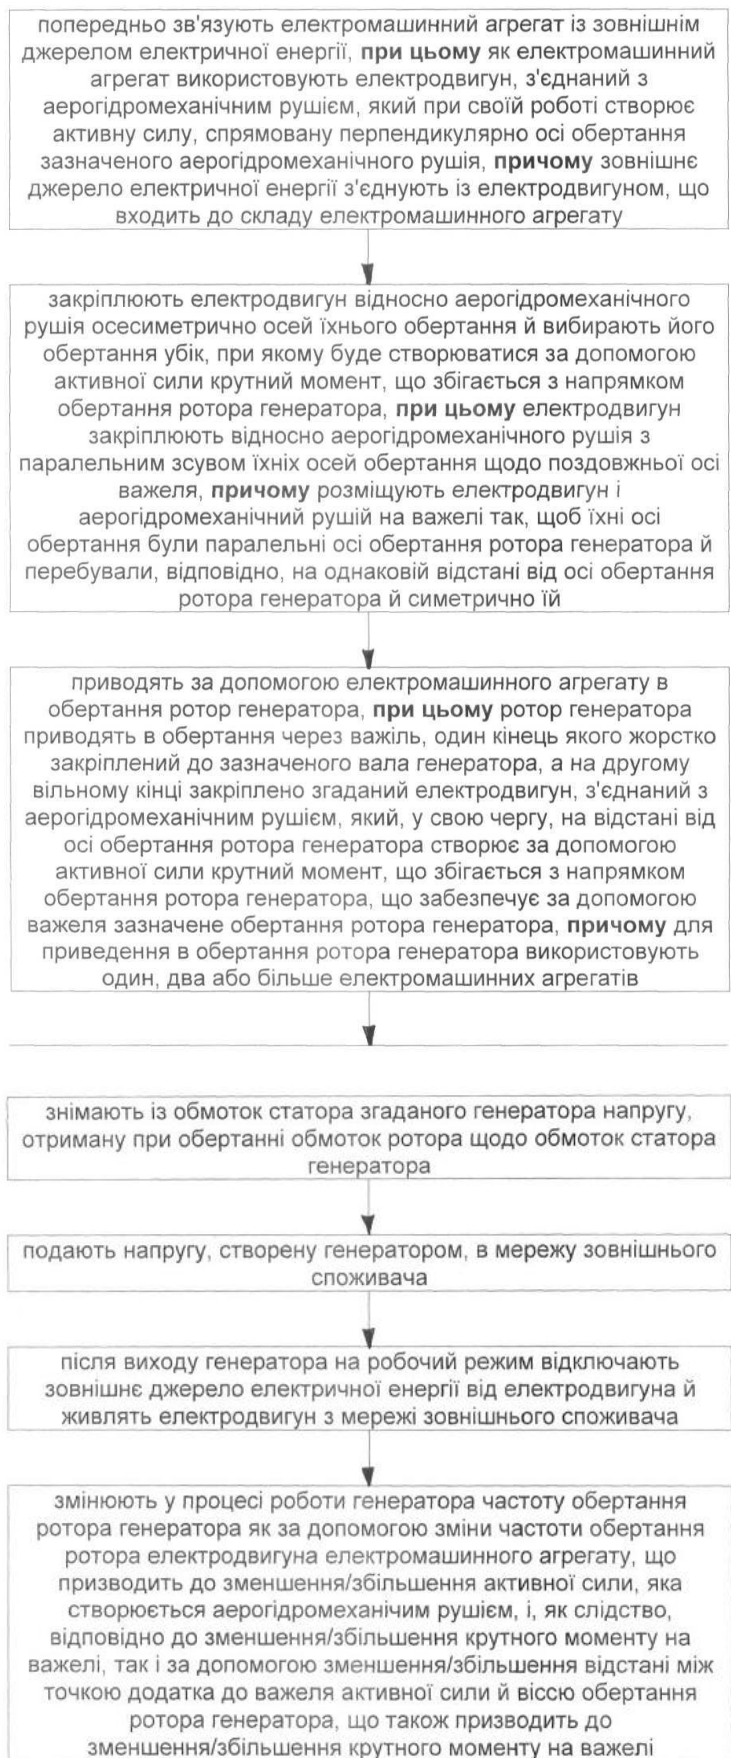 попередньо зв'язують електромашинний агрегат із зовнішнім
джерелом електричної енергії, при цьому як електромашинний
агрегат використовують електродвигун, з'єднаний з
аерогідромеханічним рушієм, який при своїй роботі створює
активну силу, спрямовану перпендикулярно осі обертання
зазначеного аерогідромеханічного рушія, причому зовнішнє
джерело електричної енергії з'єднують із електродвигуном, що
входить до складу електромашинного агрегату
закріплюють електродвигун відносно аерогідромеханічного
рушія осесиметрично осей їхнього обертання й вибирають його
обертання убік, при якому буде створюватися за допомогою
активної сили крутний момент, що збігається з напрямком
обертання ротора генератора, при цьому електродвигун
закріплюють відносно аерогідромеханічного рушія з
паралельним зсувом їхніх осей обертання щодо поздовжньої осі
важеля, причому розміщують електродвигун і
аерогідромеханічний рушій на важелі так, щоб їхні осі
обертання були паралельні осі обертання ротора генератора й
перебували, відповідно, на однаковій відстані від осі обертання
ротора генератора й симетрично їй
приводять за допомогою електромашинного агрегату в
обертання ротор генератора, при цьому ротор генератора
приводять в обертання через важіль, один кінець якого жорстко
закріплений до зазначеного вала генератора, а на другому
вільному кінці закріплено згаданий електродвигун, з'єднаний з
аерогідромеханічним рушієм, який, у свою чергу, на відстані від
осі обертання ротора генератора створює за допомогою
активної сили крутний момент, що збігається з напрямком
обертання ротора генератора, що забезпечує за допомогою
важеля зазначене обертання ротора генератора, причому для
приведення в обертання ротора генератора використовують
один, два або більше електромашинних агрегатів
знімають із обмоток статора згаданого генератора напругу,
отриману при обертанні обмоток ротора щодо обмоток статора
генератора
подають напругу, створену генератором, в мережу зовнішнього
споживача
після виходу генератора на робочий режим відключають
зовнішнє джерело електричної енергії від електродвигуна й
живлять електродвигун з мережі зовнішнього споживача
змінюють у процесі роботи генератора частоту обертання
ротора генератора як за допомогою зміни частоти обертання
ротора електродвигуна електромашинного агрегату, що
призводить до зменшення/збільшення активної сили, яка
створюється аерогідромеханічим рушієм, і, як слідство,
відповідно до зменшення/збільшення крутного моменту на
важелі, так і за допомогою зменшення/збільшення відстані між
точкою додатка до важеля активної сили й віссю обертання
ротора генератора, що також призводить до
зменшення/збільшення крутного моменту на важелі